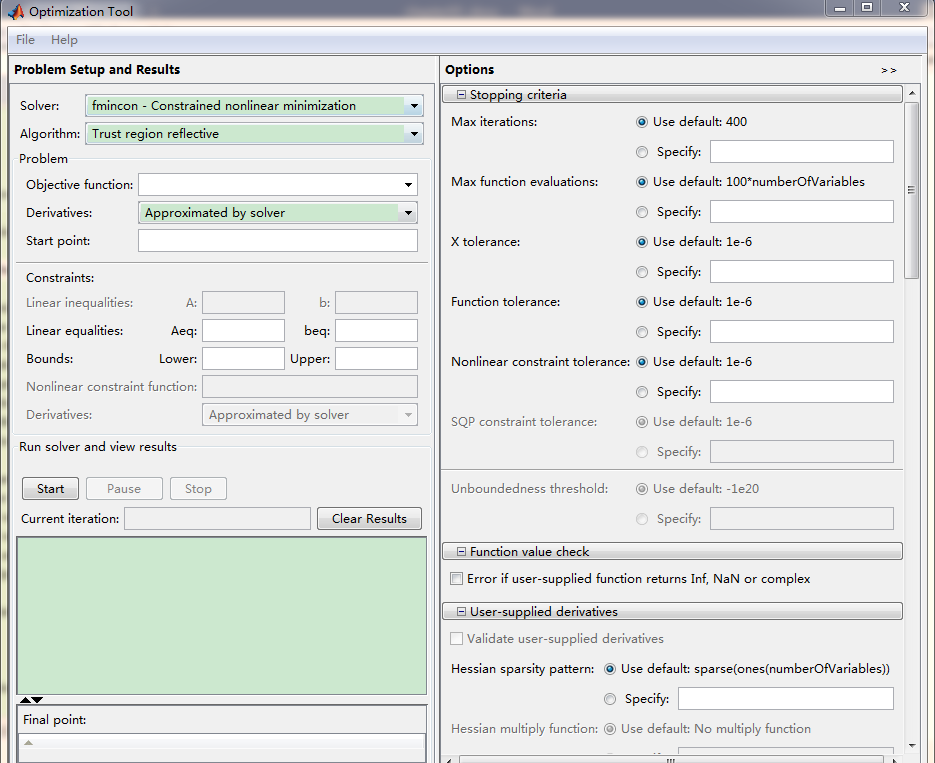 Optimization Tool
File Help
Problem Setup and Results
Solver: fmincon - Constrained nonlinear minimization
Algorithm: Trust region reflective
Problem
Objective function:
Derivatives: Approximated by solver
Start point:
Constraints:
Linear inequalities: A: b:
Linear equalities: Aeq: beq:
Bounds: Lower: Upper:
Nonlinear constraint function:
Derivatives: Approximated by solver
Run solver and view results
Start Pause Stop
Current iteration: Clear Results
Final point:
Options >>
Stopping criteria
Max iterations: Use default: 400
Specify:
Max function evaluations: Use default: 100*numberOfVariables
Specify:
X tolerance: Use default: 1e-6
Specify:
Function tolerance: Use default: 1e-6
Specify:
Nonlinear constraint tolerance: Use default: 1e-6
Specify:
SQP constraint tolerance: Use default: 1e-6
Specify:
Unboundedness threshold: Use default: -1e20
Specify:
Function value check
Error if user-supplied function returns Inf, NaN or complex
User-supplied derivatives
Validate user-supplied derivatives
Hessian sparsity pattern: Use default: sparse(ones(numberOfVariables))
Specify:
Hessian multiply function: Use default: No multiply function